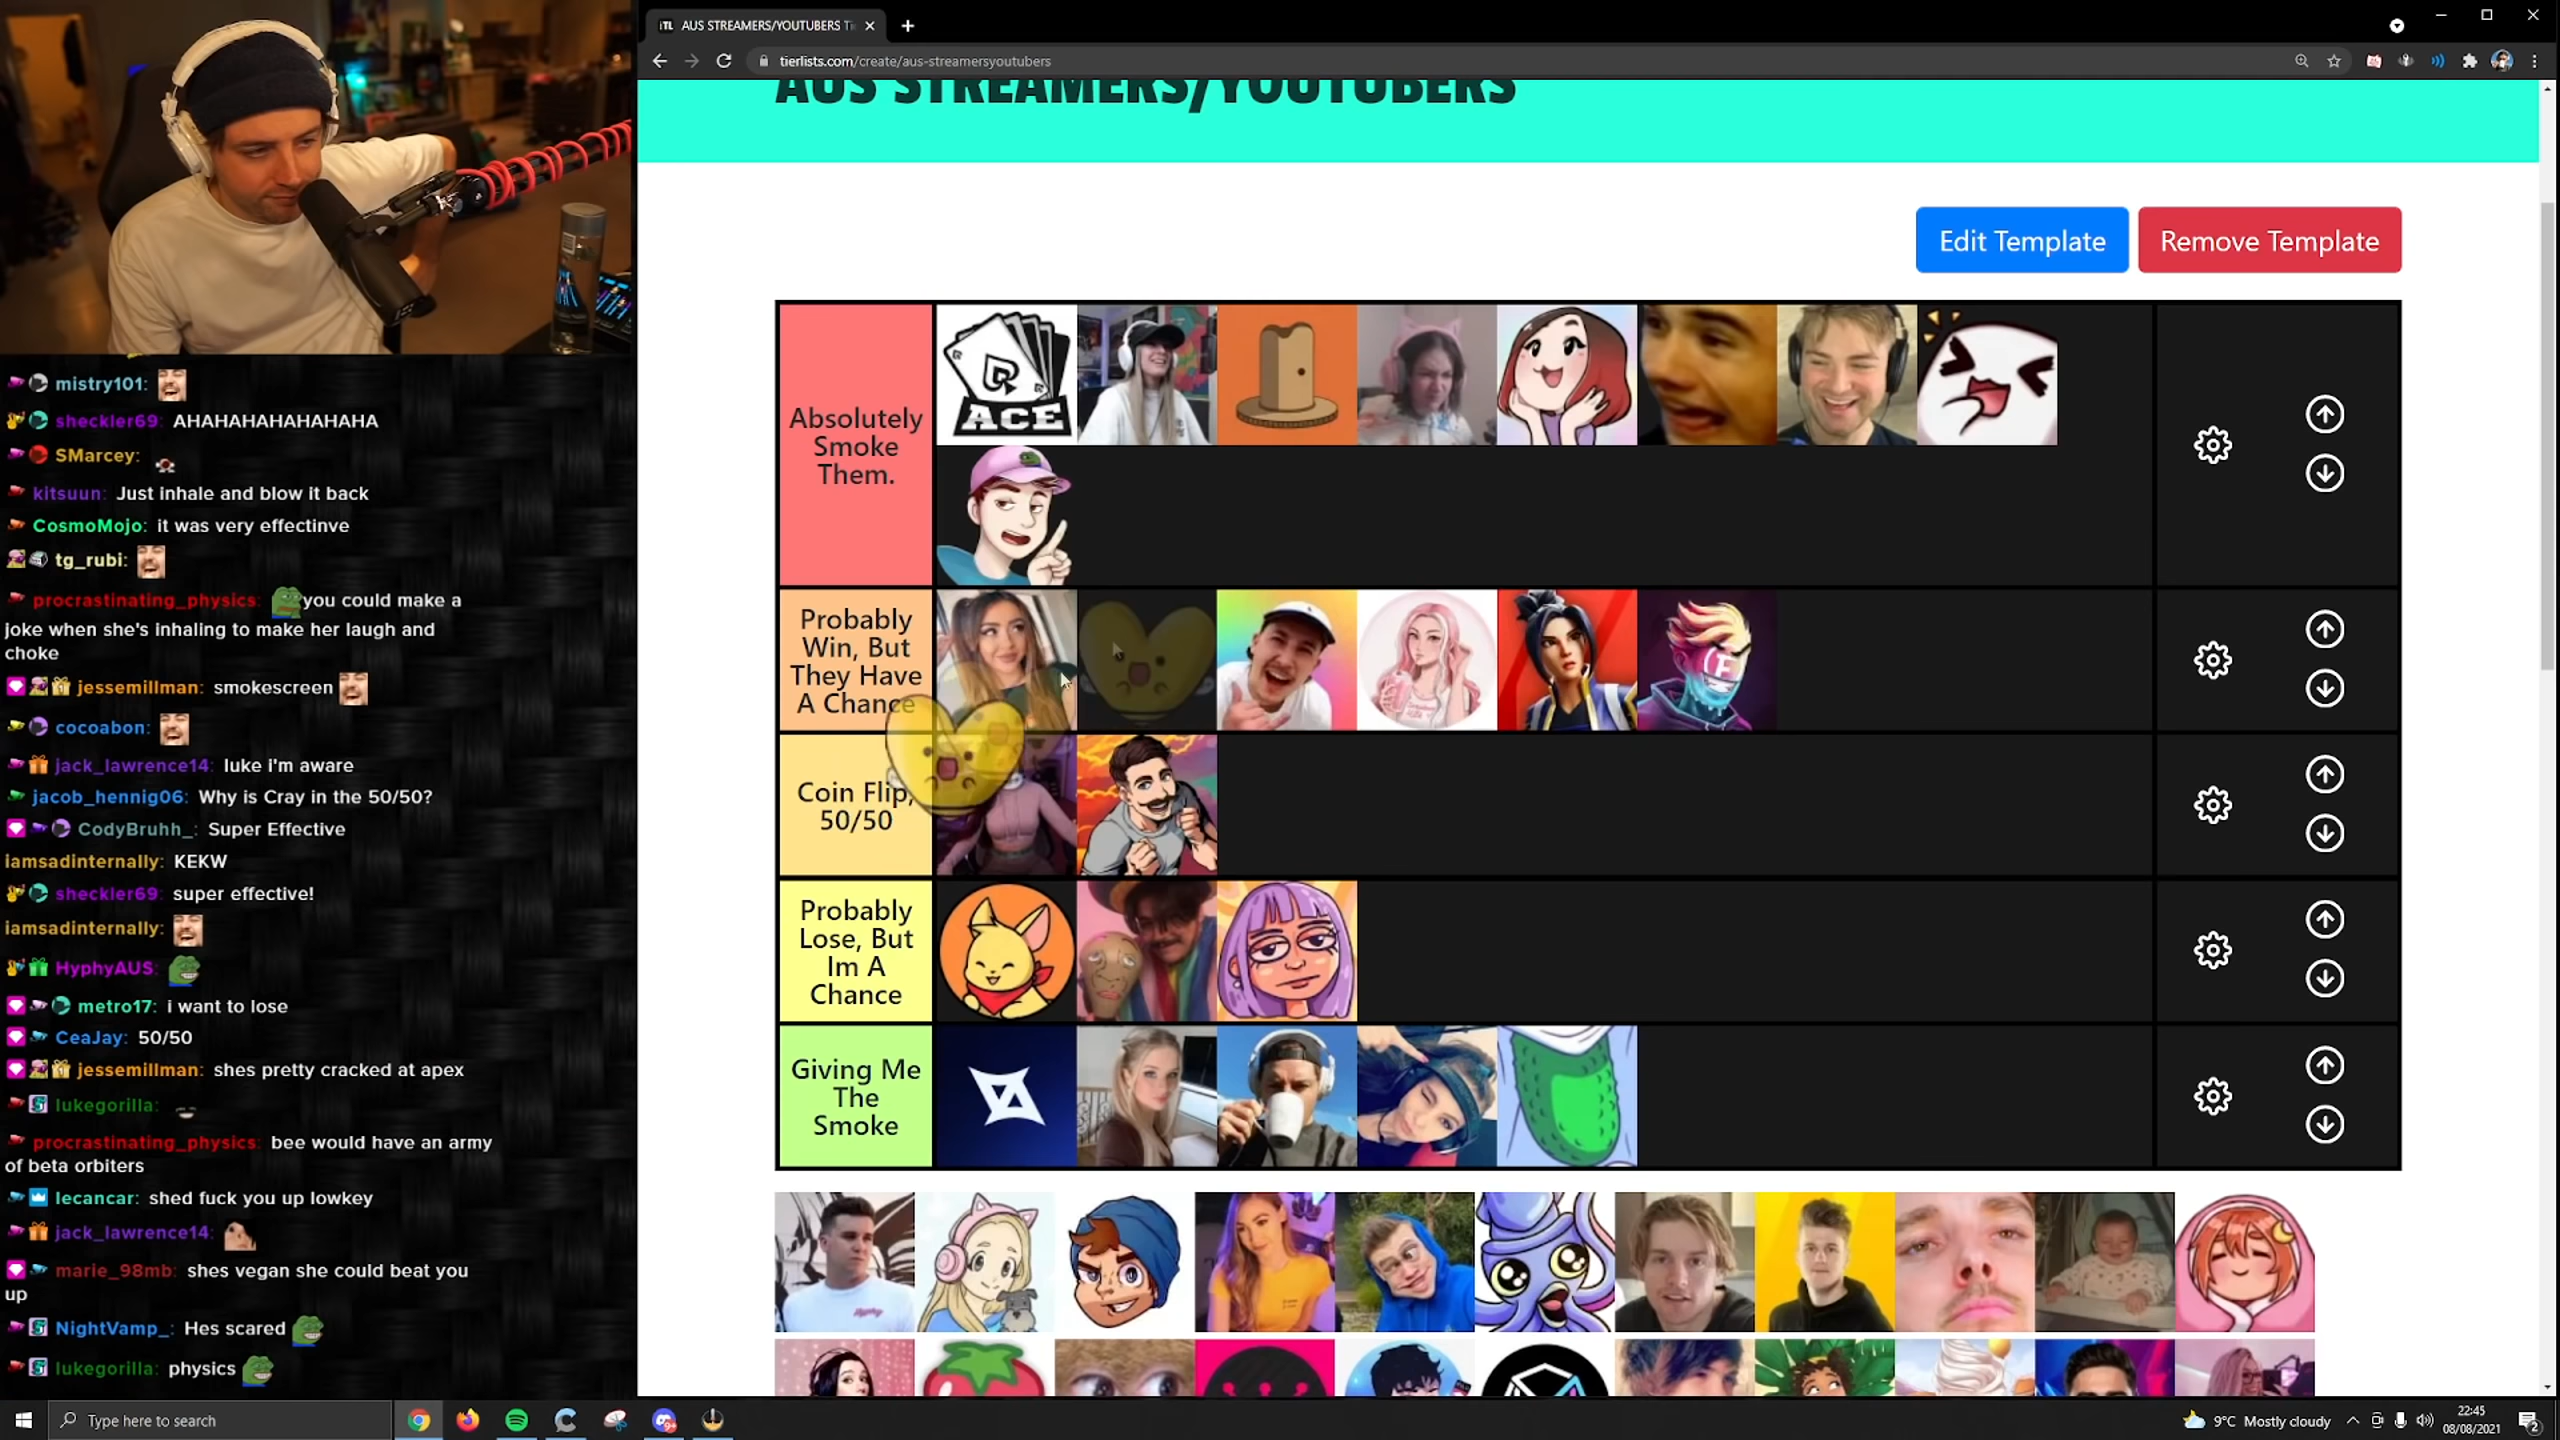 AUS STREAMERS/YOUTUBERS Ti
tierlists.com/create/aus-streamersyoutubers
AUS STREAMERS/YOUTUBERS
Edit Template
Remove Template
Absolutely
Smoke
Them.
ACE
Probably
Win, But
They Have
A Chance
Coin Flip,
50/50
Probably
Lose, But
Im A
Chance
Giving Me
The
Smoke
mistry101:
sheckler69: AHAHAHAHAHAHAHA
SMarcey:
kitsuun: Just inhale and blow it back
CosmoMojo: it was very effectinve
tg_rubi:
procrastinating_physics: you could make a
joke when she's inhaling to make her laugh and
choke
jessemillman: smokescreen
cocoabon:
jack_lawrence14: luke i'm aware
jacob_hennig06: Why is Cray in the 50/50?
CodyBruhh_: Super Effective
iamsadinternally: KEKW
sheckler69: super effective!
iamsadinternally:
HyphyAUS:
metro17: i want to lose
CeaJay: 50/50
jessemillman: shes pretty cracked at apex
lukegorilla:
procrastinating_physics: bee would have an army
of beta orbiters
lecancar: shed fuck you up lowkey
jack_lawrence14:
marie_98mb: shes vegan she could beat you
up
NightVamp_: Hes scared
lukegorilla: physics
Type here to search
9°C Mostly cloudy
22:45
08/08/2021
2